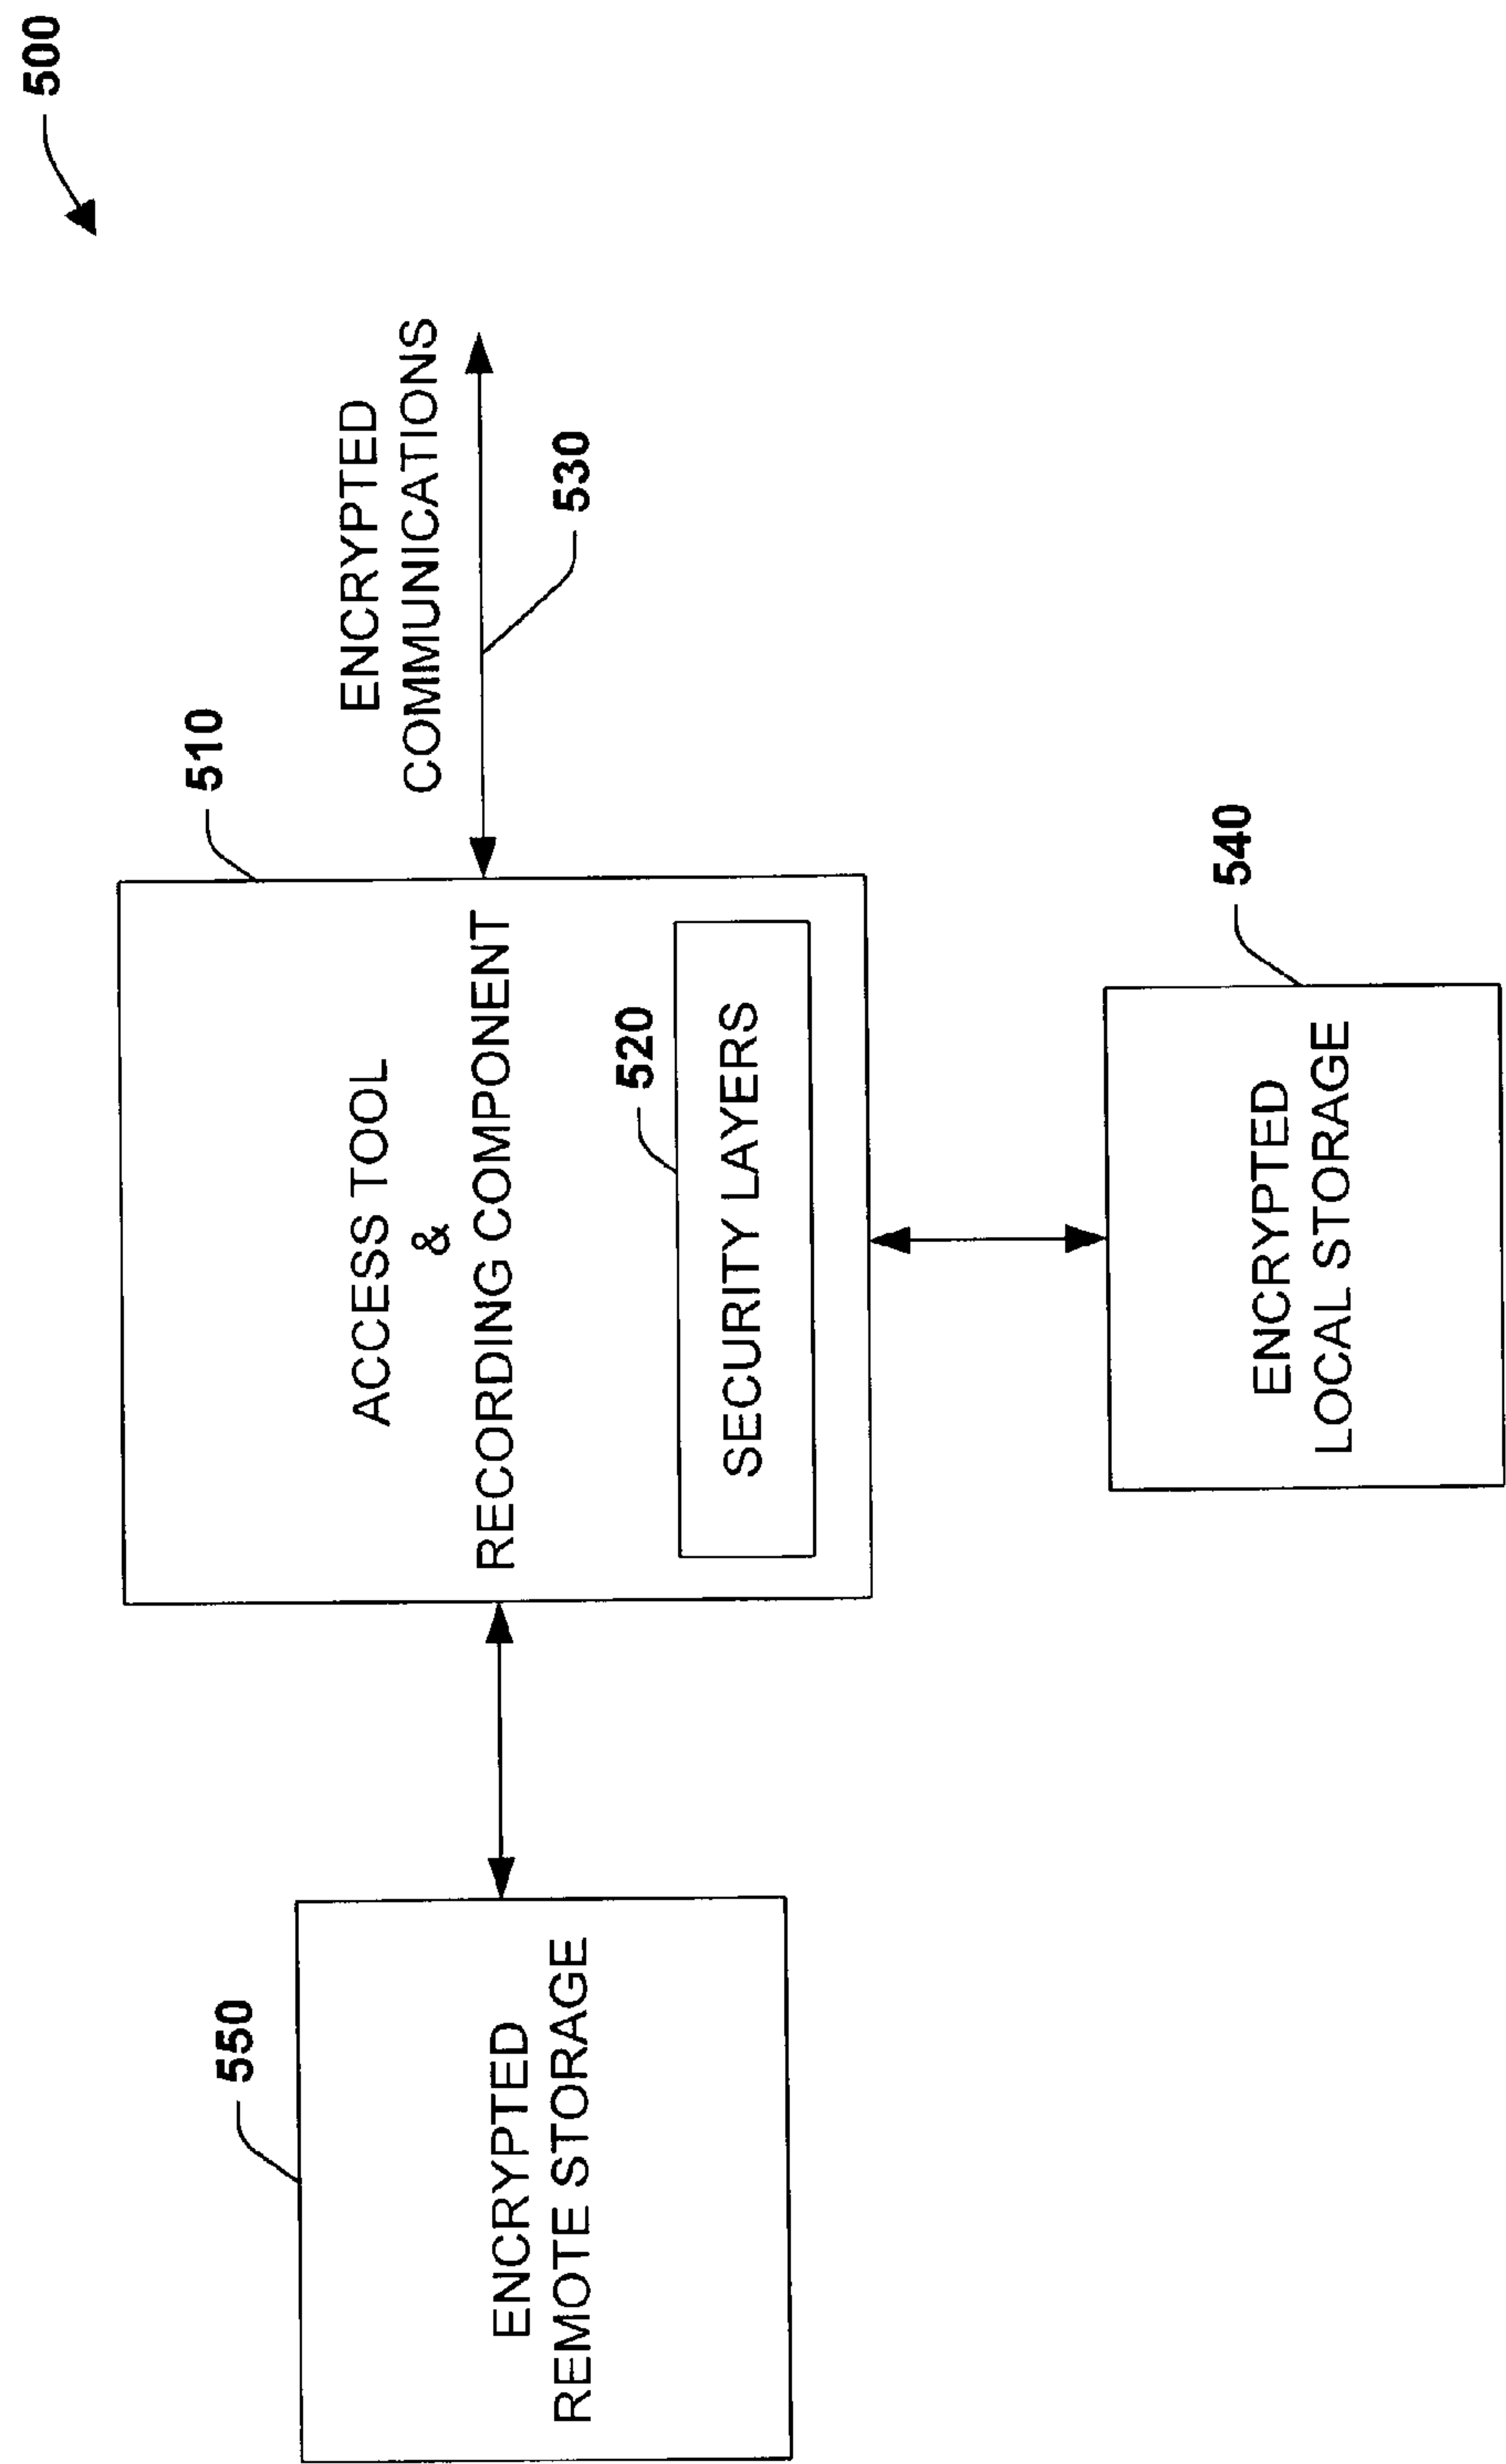 500
550
ENCRYPTED
REMOTE STORAGE
510
ACCESS TOOL
&
RECORDING COMPONENT
520
SECURITY LAYERS
ENCRYPTED
COMMUNICATIONS
530
540
ENCRYPTED
LOCAL STORAGE